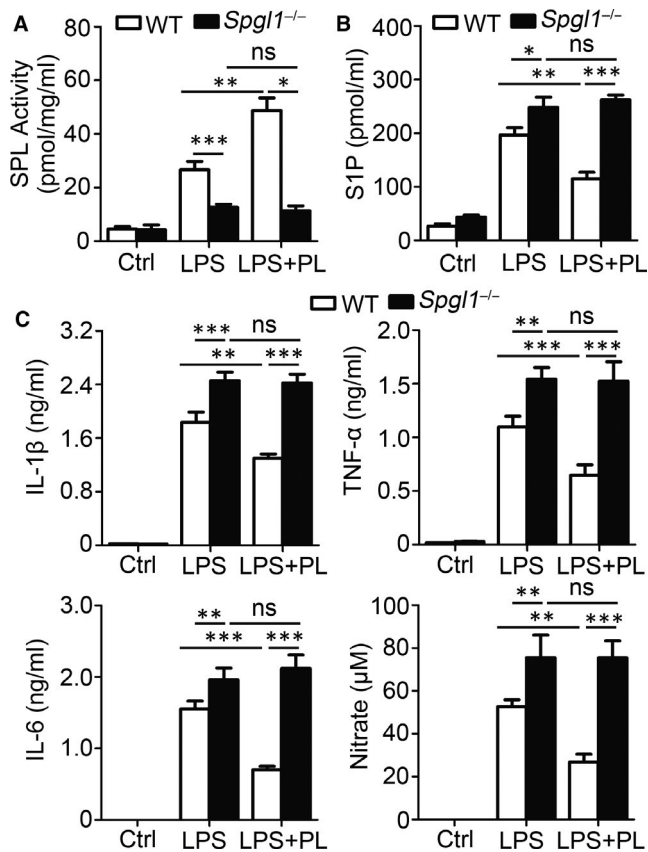 A
WT Spgl1–/–
SPL Activity
(pmol/mg/ml)
80
60
40
20
0
ns
** *
***
Ctrl LPS LPS+PL
B
WT Spgl1–/–
S1P (pmol/ml)
400
300
200
100
0
* ns
** ***
Ctrl LPS LPS+PL
C
WT Spgl1–/–
IL-1β (ng/ml)
3.2
2.4
1.6
0.8
0
*** ns
** ***
Ctrl LPS LPS+PL
TNF-α (ng/ml)
2.0
1.5
1.0
0.5
0
** ns
*** ***
Ctrl LPS LPS+PL
IL-6 (ng/ml)
3.0
2.0
1.0
0
** ns
*** ***
Ctrl LPS LPS+PL
Nitrate (μM)
100
80
60
40
20
0
** ns
** ***
Ctrl LPS LPS+PL